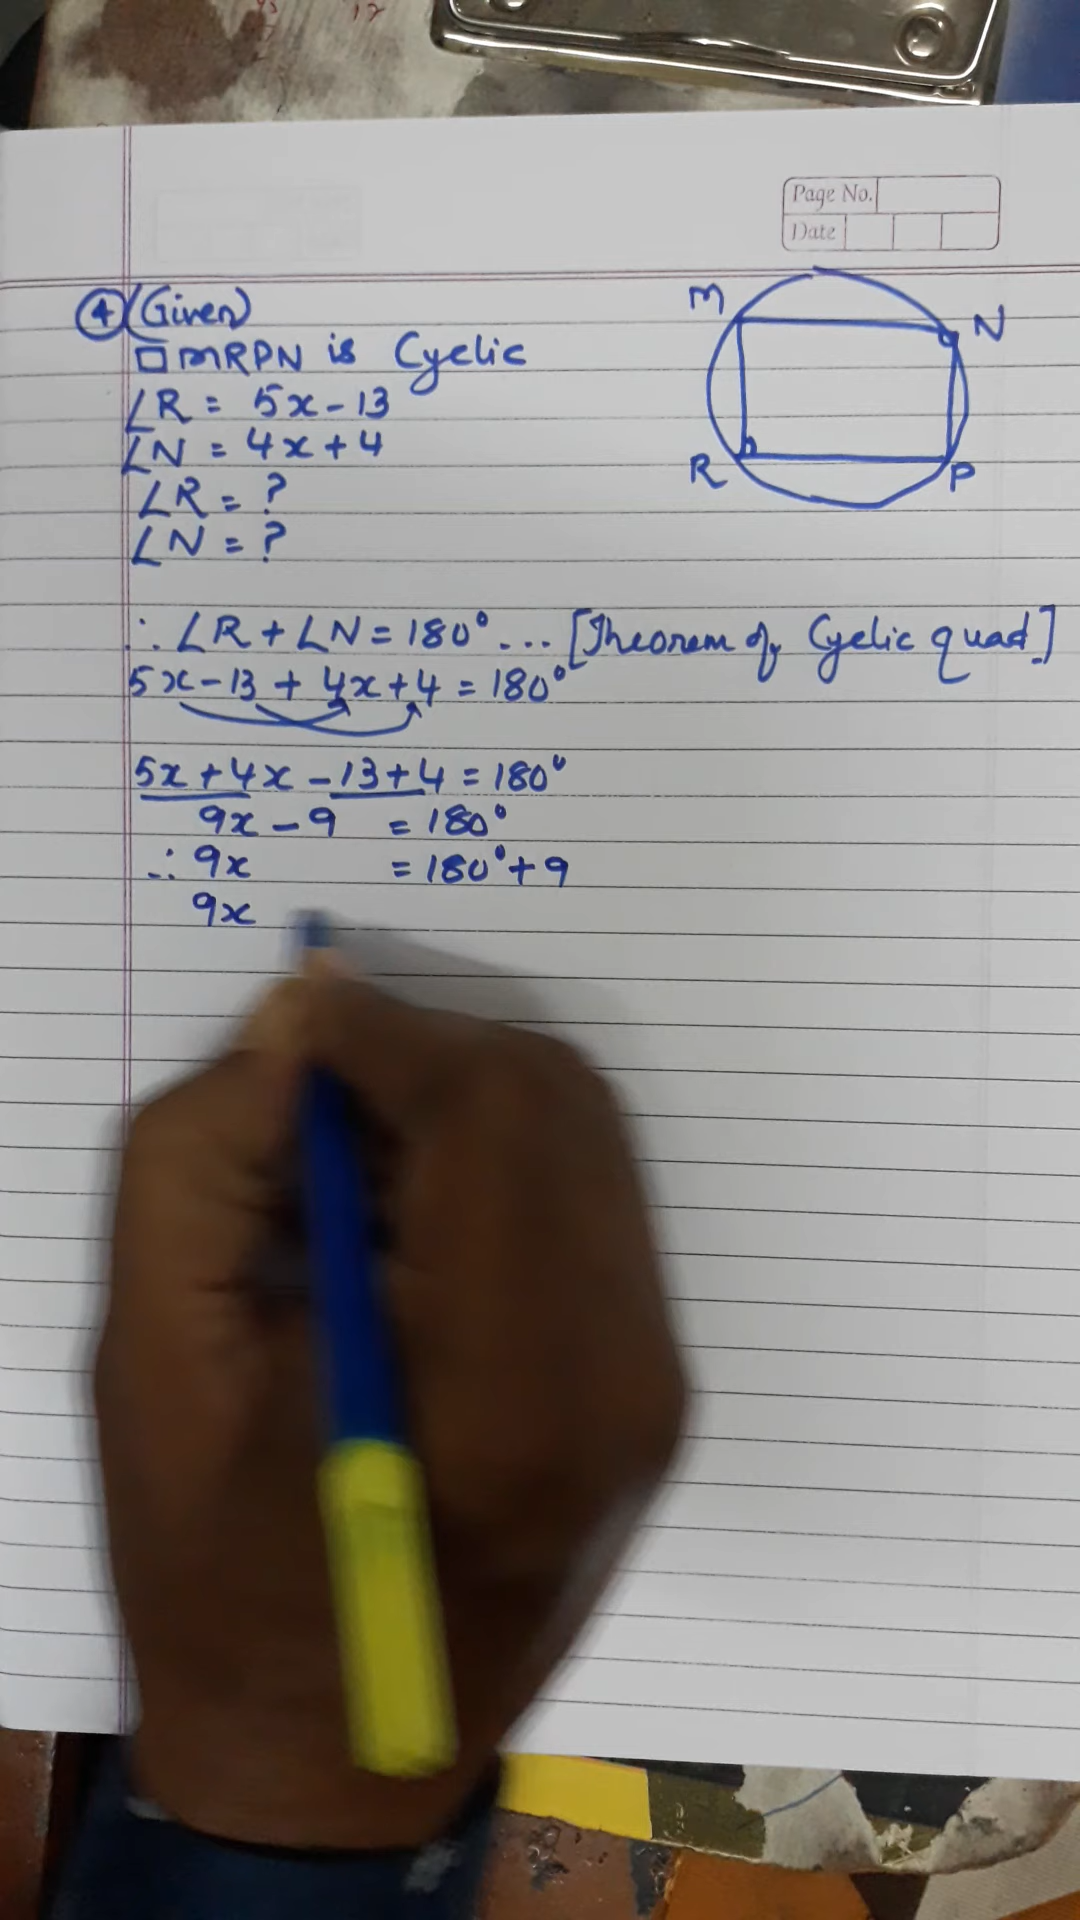 Page No.
Date
④ (Given)
□MRPN is Cyclic
∠R = 5x-13
∠N = 4x+4
∠R = ?
∠N = ?
M
N
R
P
∴ ∠R + ∠N = 180° ... [Theorem of Cyclic quad.]
5x-13 + 4x+4 = 180°
5x+4x -13+4 = 180°
9x - 9 = 180°
∴ 9x = 180°+9
9x